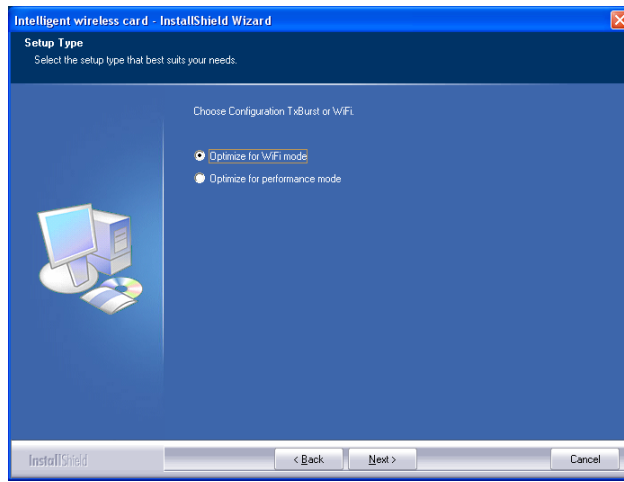 Intelligent wireless card - InstallShield Wizard
Setup Type
Select the setup type that best suits your needs.
Choose Configuration TxBurst or WiFi.
Optimize for WiFi mode
Optimize for performance mode
InstallShield
< Back Next > Cancel